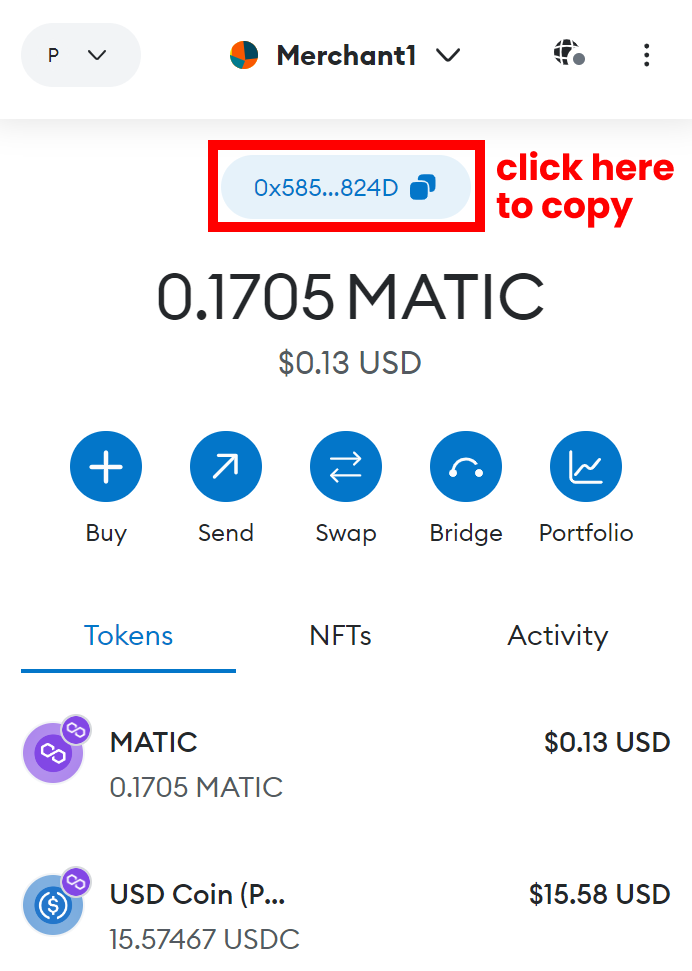 P
Merchant1
0x585...824D
click here
to copy
0.1705 MATIC
$0.13 USD
Buy Send Swap Bridge Portfolio
Tokens NFTs Activity
MATIC $0.13 USD
0.1705 MATIC
USD Coin (P... $15.58 USD
15.57467 USDC